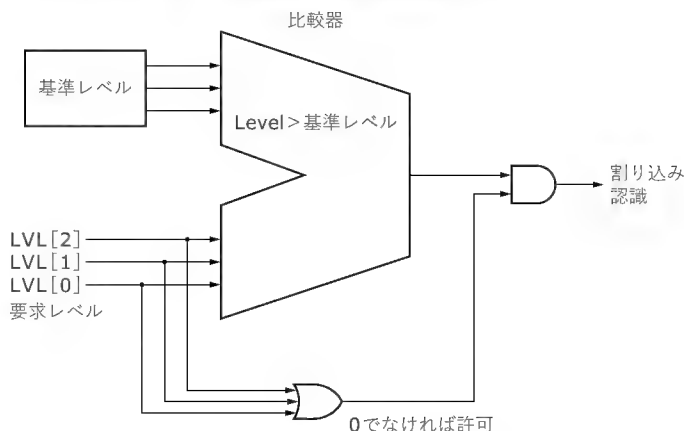 比較器
基準レベル
Level>基準レベル
割り込み
認識
LVL[2]
LVL[1]
LVL[0]
要求レベル
0でなければ許可